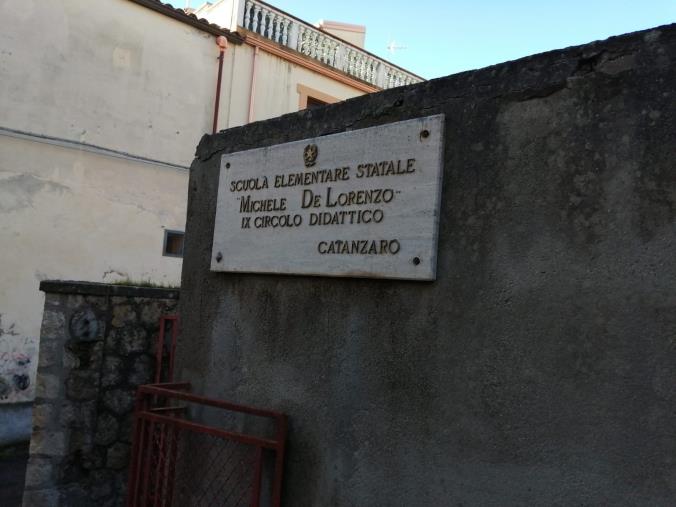 SCUOLA ELEMENTARE STATALE
"MICHELE DE LORENZO"
IX CIRCOLO DIDATTICO
CATANZARO